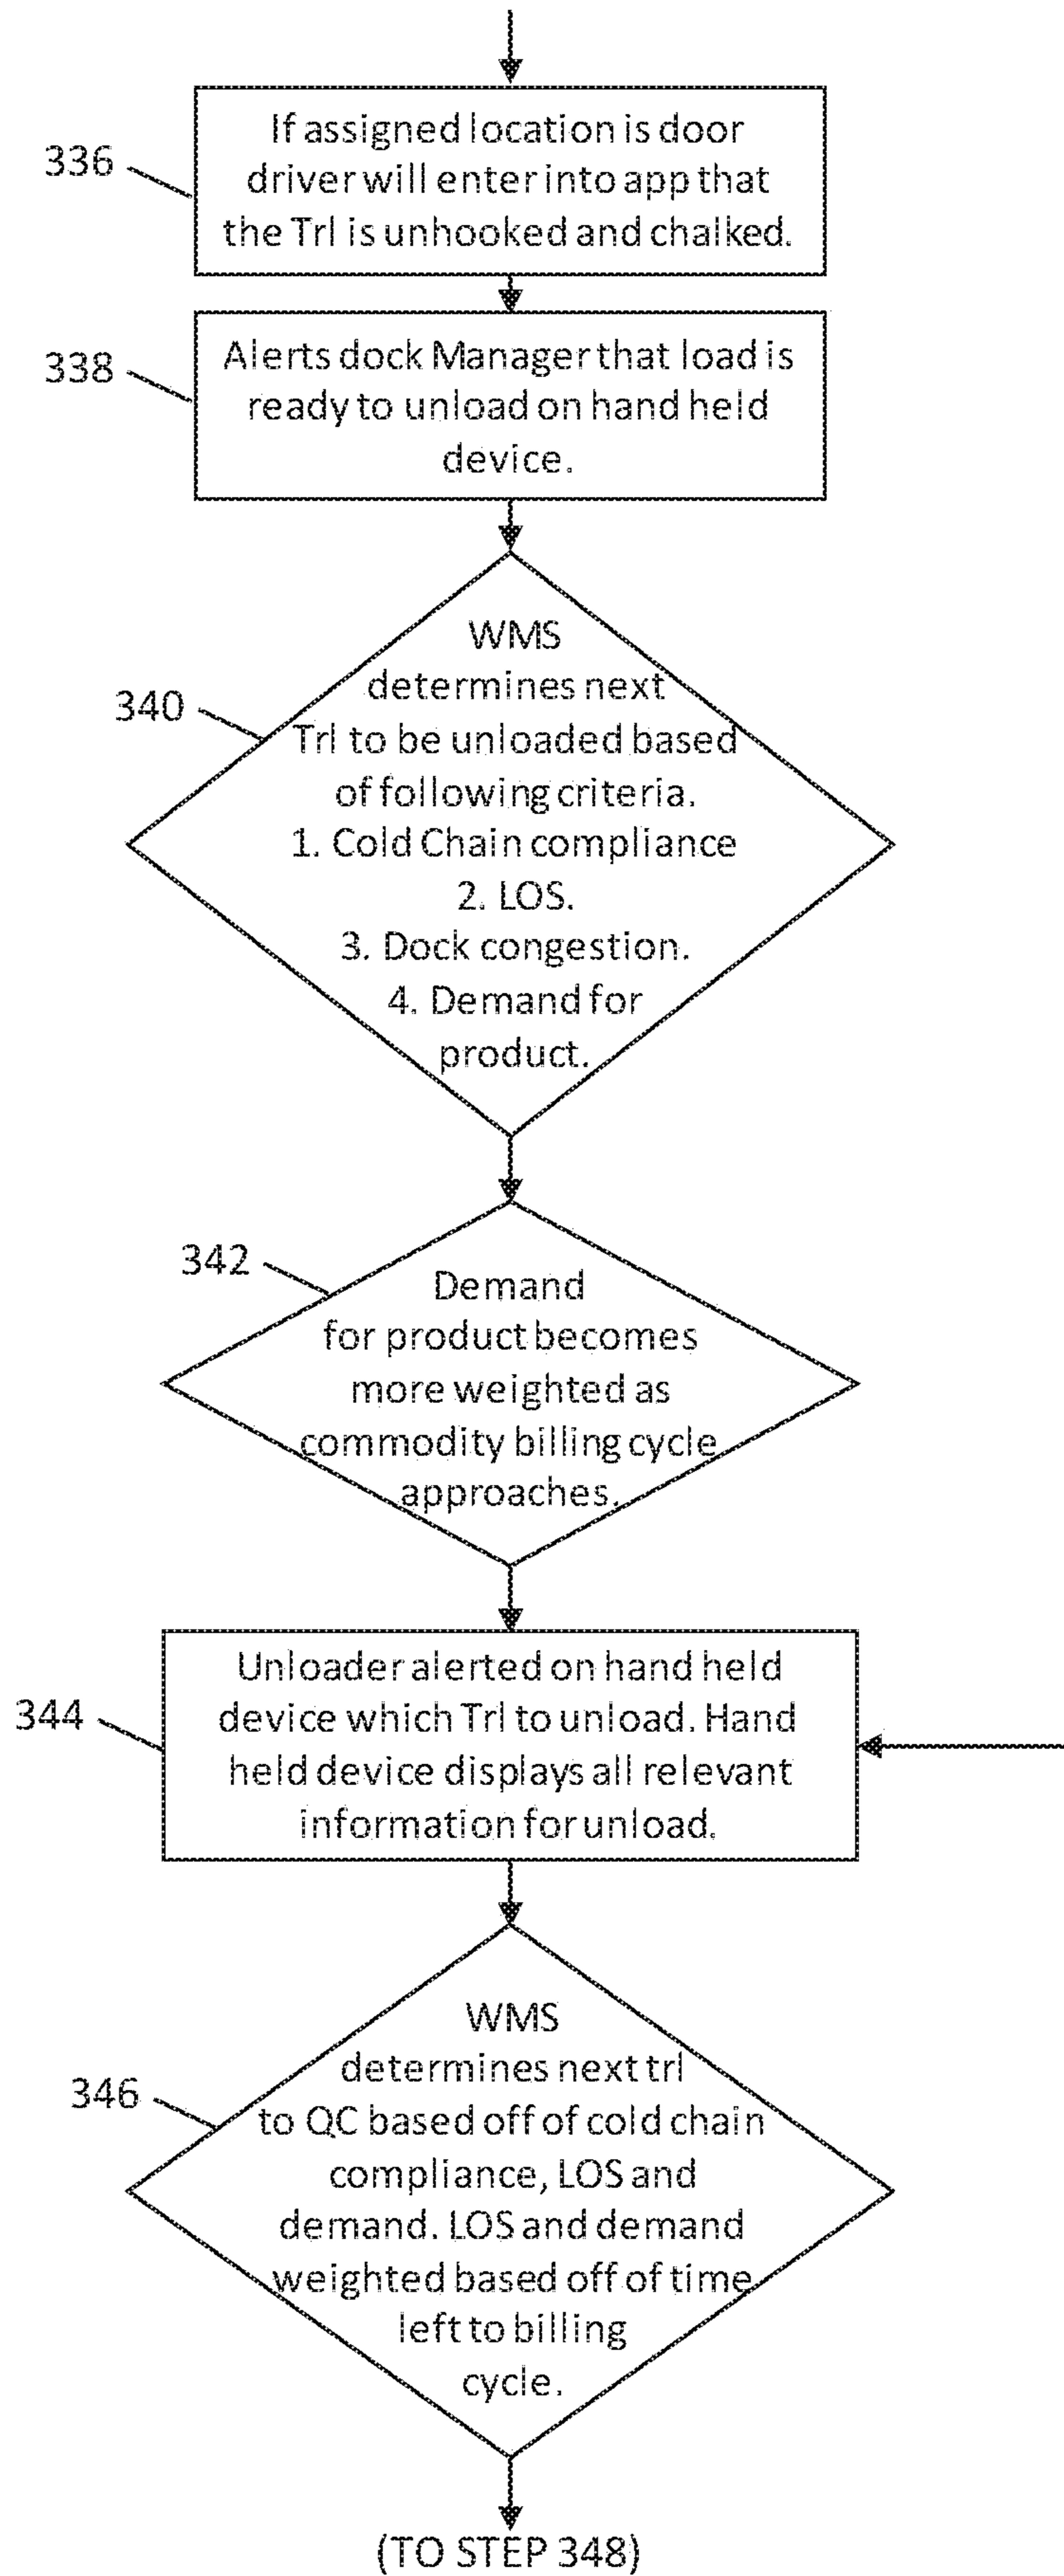 336
If assigned location is door
driver will enter into app that
the Trl is unhooked and chalked.
338
Alerts dock Manager that load is
ready to unload on hand held
device.
340
WMS
determines next
Trl to be unloaded based
of following criteria.
1. Cold Chain compliance
2. LOS.
3. Dock congestion.
4. Demand for
product.
342
Demand
for product becomes
more weighted as
commodity billing cycle
approaches.
344
Unloader alerted on hand held
device which Trl to unload. Hand
held device displays all relevant
information for unload.
346
WMS
determines next trl
to QC based off of cold chain
compliance, LOS and
demand. LOS and demand
weighted based off of time
left to billing
cycle.
(TO STEP 348)